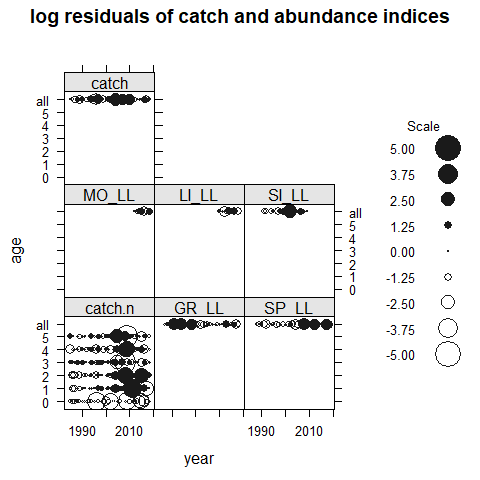 log residuals of catch and abundance indices
catch
all
5
4
3
2
1
0
MO_LL LI_LL SI_LL
all
5
4
3
2
1
0
catch.n GR_LL SP_LL
all
5
4
3
2
1
0
1990 2010 1990 2010
age
year
Scale
5.00
3.75
2.50
1.25
0.00
-1.25
-2.50
-3.75
-5.00